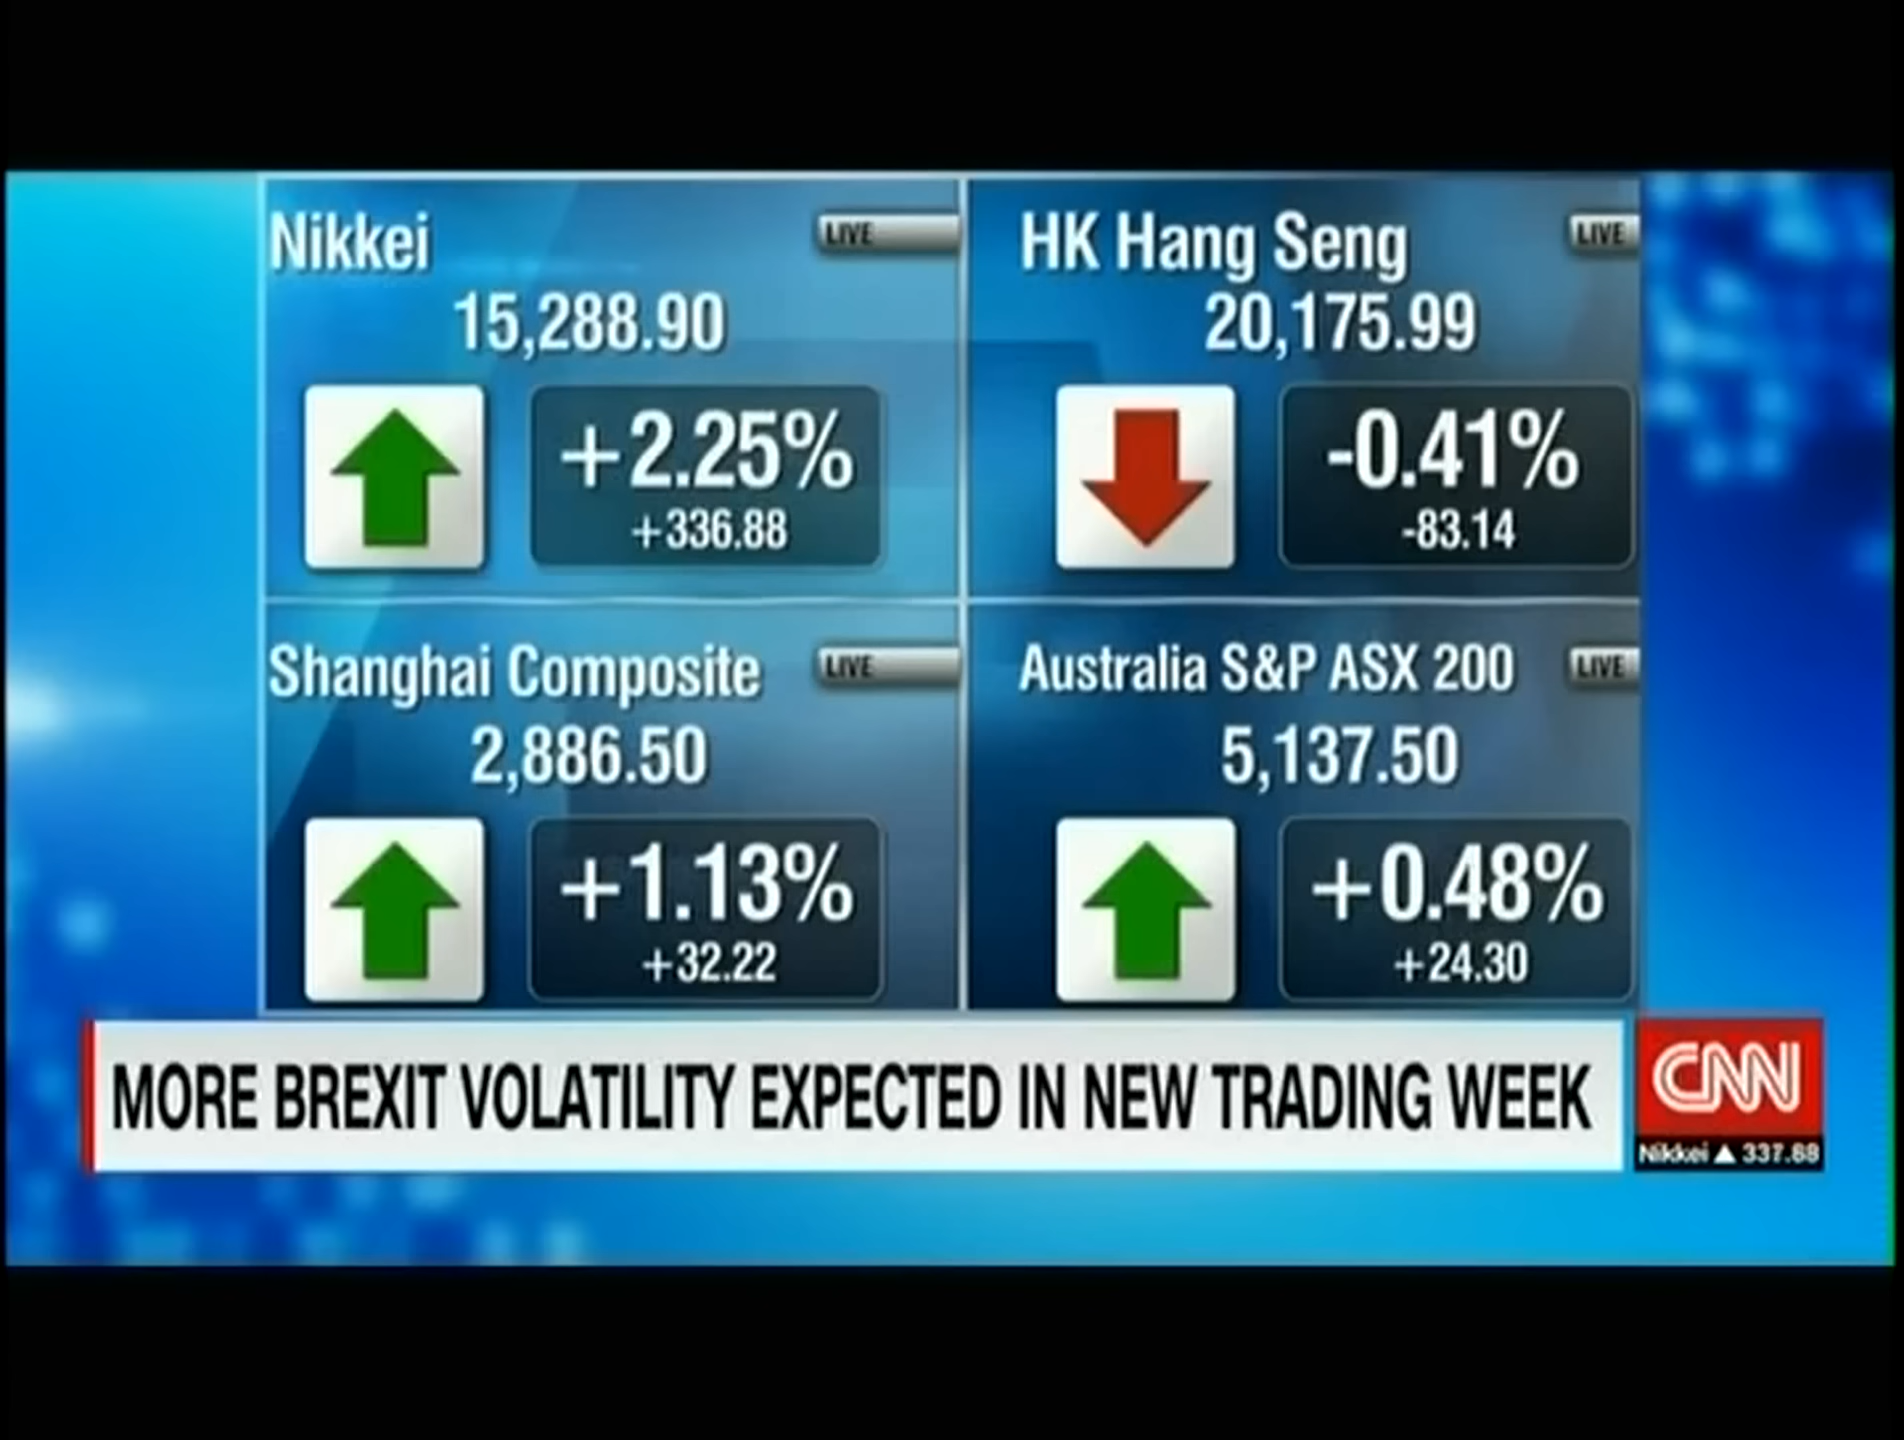 Nikkei
LIVE
15,288.90
+2.25%
+336.88
HK Hang Seng
LIVE
20,175.99
-0.41%
-83.14
Shanghai Composite
LIVE
2,886.50
+1.13%
+32.22
Australia S&P ASX 200
LIVE
5,137.50
+0.48%
+24.30
MORE BREXIT VOLATILITY EXPECTED IN NEW TRADING WEEK
CNN
Nikkei ▲ 337.88